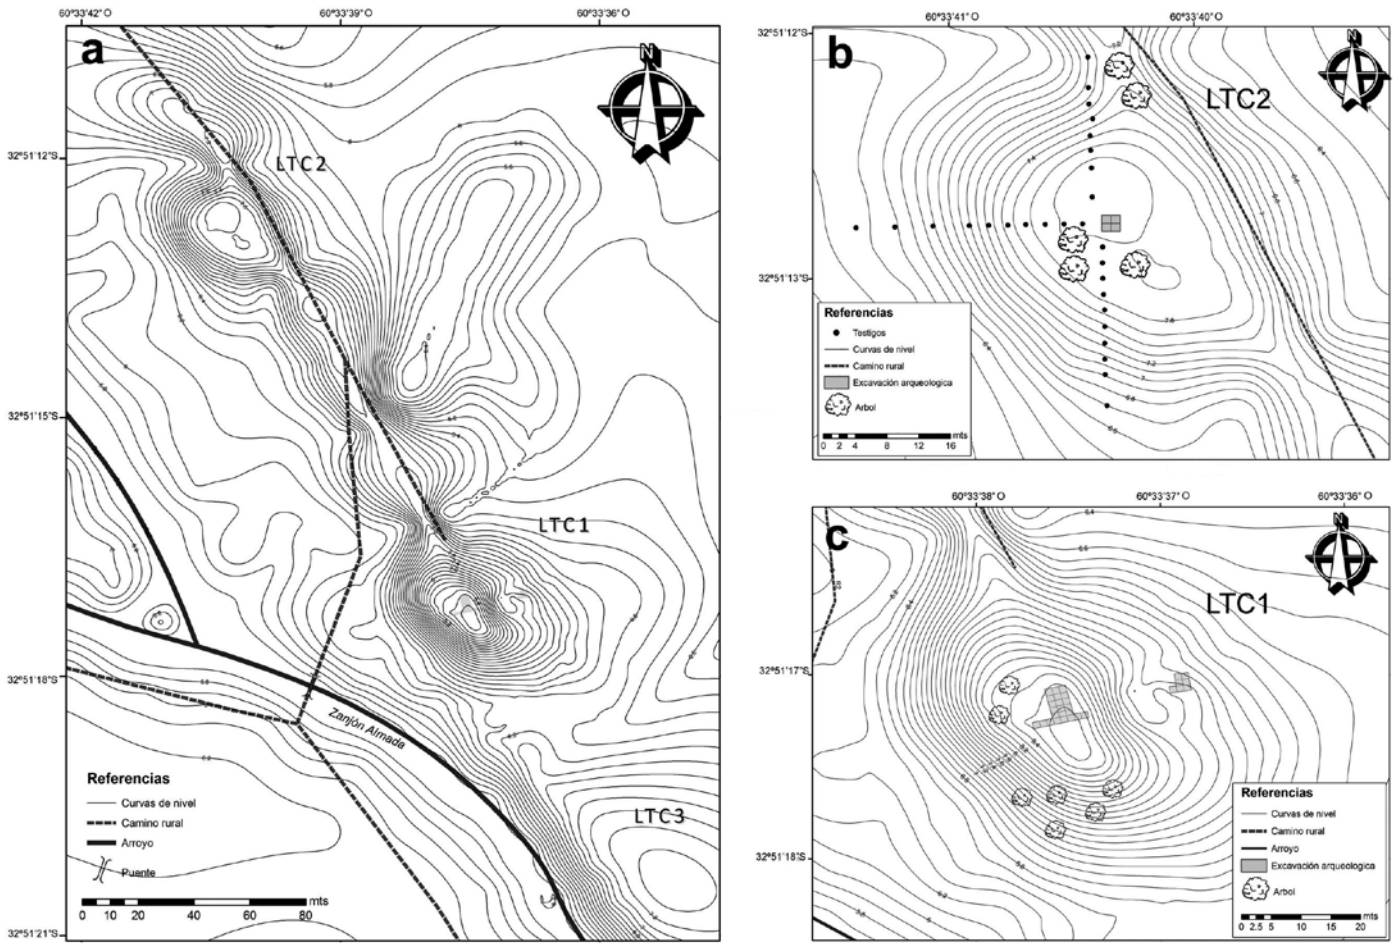 60°33'42" O
60°33'39" O
60°33'36" O
a
N
32°51'12"S
LTC2
32°51'15"S
LTC1
32°51'18"S
Zanjón Almada
LTC3
Referencias
Curvas de nivel
Camino rural
Arroyo
Puente
0 10 20 40 60 80
mts
32°51'21"S
60°33'41" O
60°33'40" O
32°51'12"S
b
N
LTC2
32°51'13"S
Referencias
Testigos
Curvas de nivel
Camino rural
Excavación arqueologica
Arbol
mts
0 2 4 8 12 16
60°33'38" O
60°33'37" O
60°33'36" O
c
N
LTC1
32°51'17"S
32°51'18"S
Referencias
Curvas de nivel
Camino rural
Arroyo
Excavación arqueologica
Arbol
mts
0 2.5 5 10 15 20